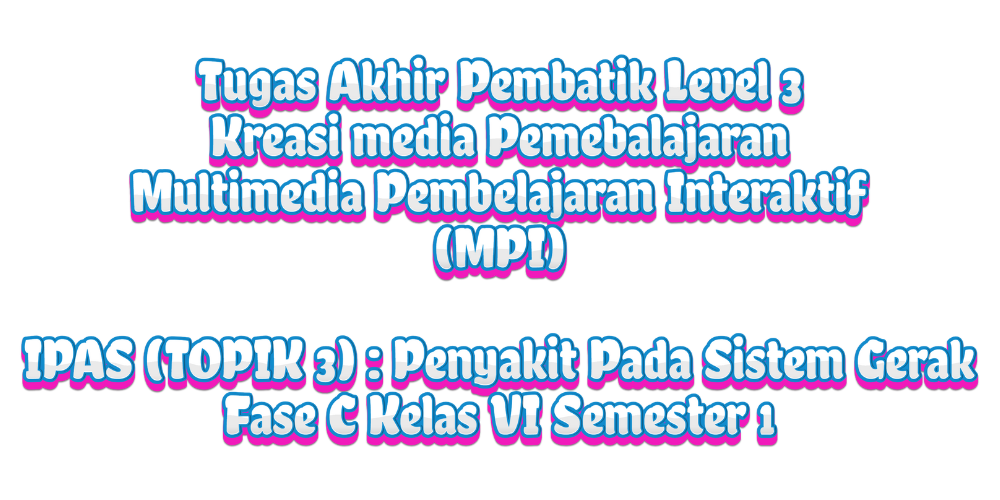 Tugas Akhir Pembatik Level 3
Kreasi media Pemebalajaran
Multimedia Pembelajaran Interaktif
(MPI)
IPAS (TOPIK 3) : Penyakit Pada Sistem Gerak
Fase C Kelas VI Semester 1